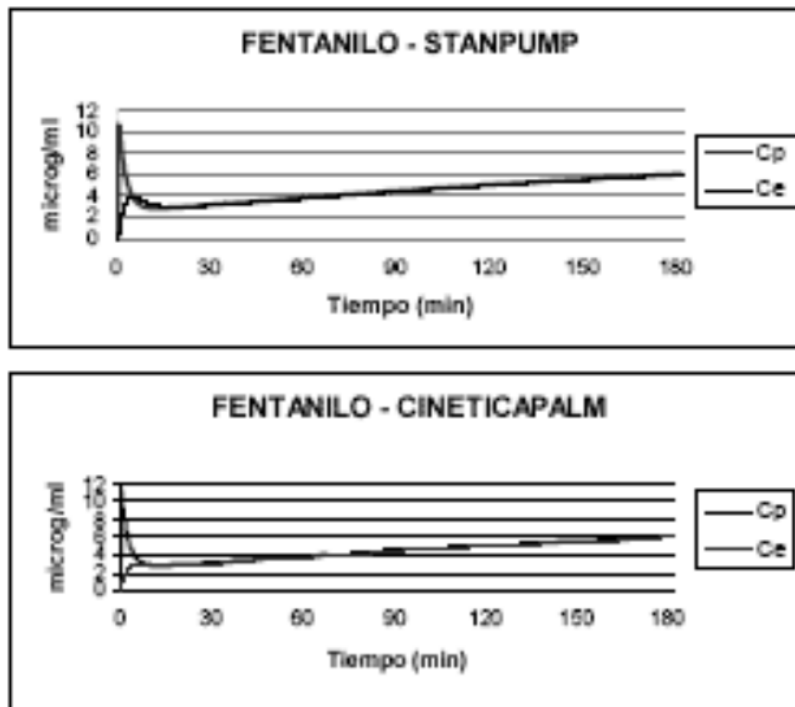 FENTANILO - STANPUMP
microg/ml
12
10
8
6
4
2
0
0 30 60 90 120 150 180
Tiempo (min)
Cp
Ce
FENTANILO - CINETICAPALM
microg/ml
12
10
8
6
4
2
0
0 30 60 90 120 150 180
Tiempo (min)
Cp
Ce